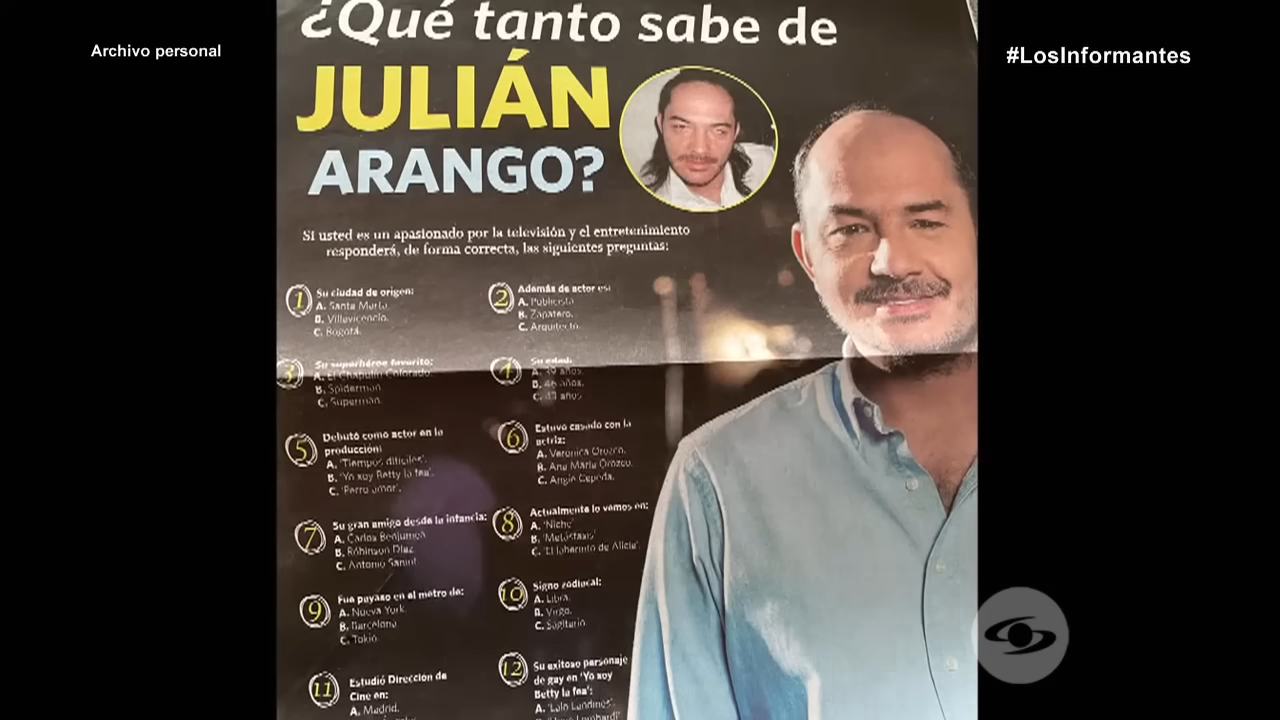 Archivo personal
#LosInformantes
¿Qué tanto sabe de
JULIÁN
ARANGO?
Si usted es un apasionado por la televisión y el entretenimiento
responderá, de forma correcta, las siguientes preguntas:
1 Su ciudad de origen:
A. Santa Marta.
B. Villavicencio.
C. Bogotá.
2 Además de actor es:
A. Publicista
B. Zapatero.
C. Arquitecto.
3 Su superhéroe favorito:
A. El Chapulín Colorado.
B. Spiderman.
C. Superman.
4 Su edad:
A. 39 años.
B. 46 años.
C. años
5 Debutó como actor en la
producción:
A. 'Tiempos difíciles'.
B. 'Yo soy Betty la fea'.
C. 'Perro amor'.
6 Estuvo casado con la
actriz:
A. Verónica Orozco.
B. Ana María Orozco.
C. Angie Cepeda.
7 Su gran amigo desde la infancia:
A. Carlos Benjumea
B. Róbinson Díaz
C. Antonio Sanint
8 Actualmente lo vemos en:
A. 'Niche'
B. 'Metástasis'
C. 'El laberinto de Alicia'.
9 Fue payaso en el metro de:
A. Nueva York.
B. Barcelona.
C. Tokio.
10 Signo zodiacal:
A. Libra.
B. Virgo.
C. Sagitario.
11 Estudió Dirección de
Cine en:
A. Madrid.
12 Su exitoso personaje
de gay en 'Yo soy
Betty la fea':
A. 'Lalo Landines'.